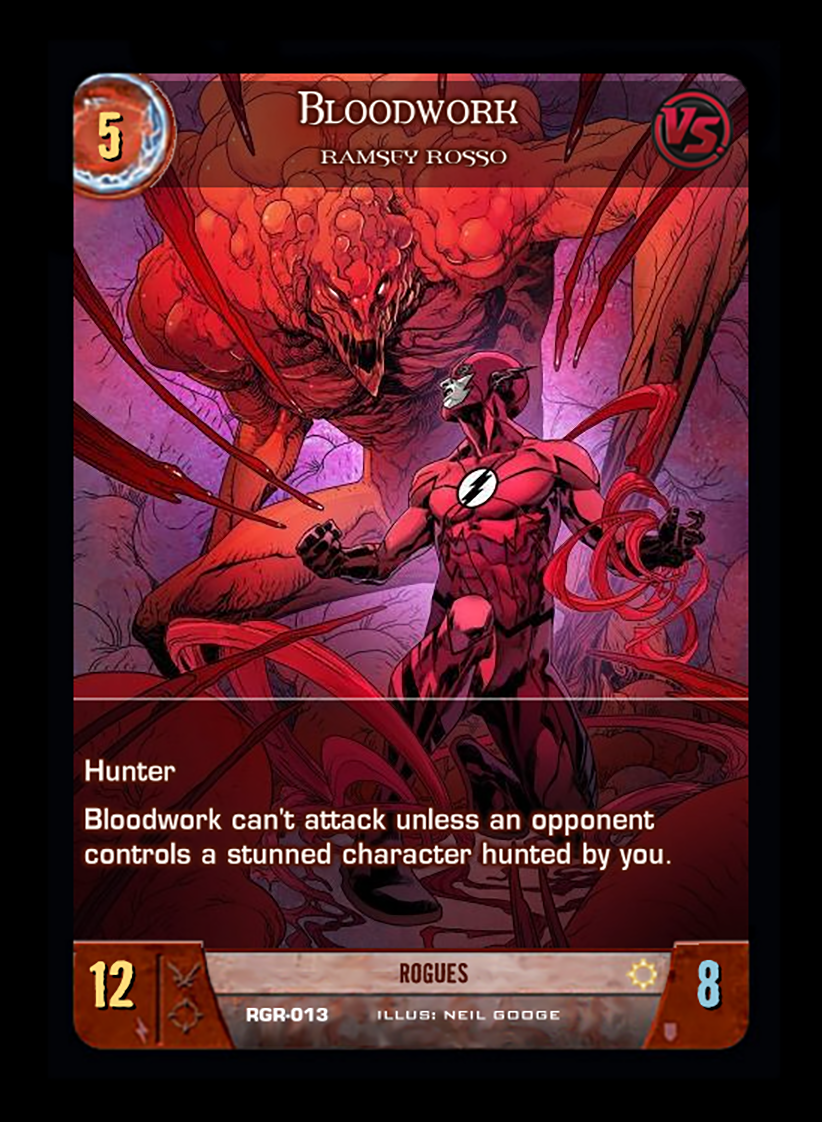 5
Bloodwork
Ramsey Rosso
VS.
Hunter
Bloodwork can't attack unless an opponent
controls a stunned character hunted by you.
12
ROGUES
8
RGR-013 ILLUS: NEIL GOOGE